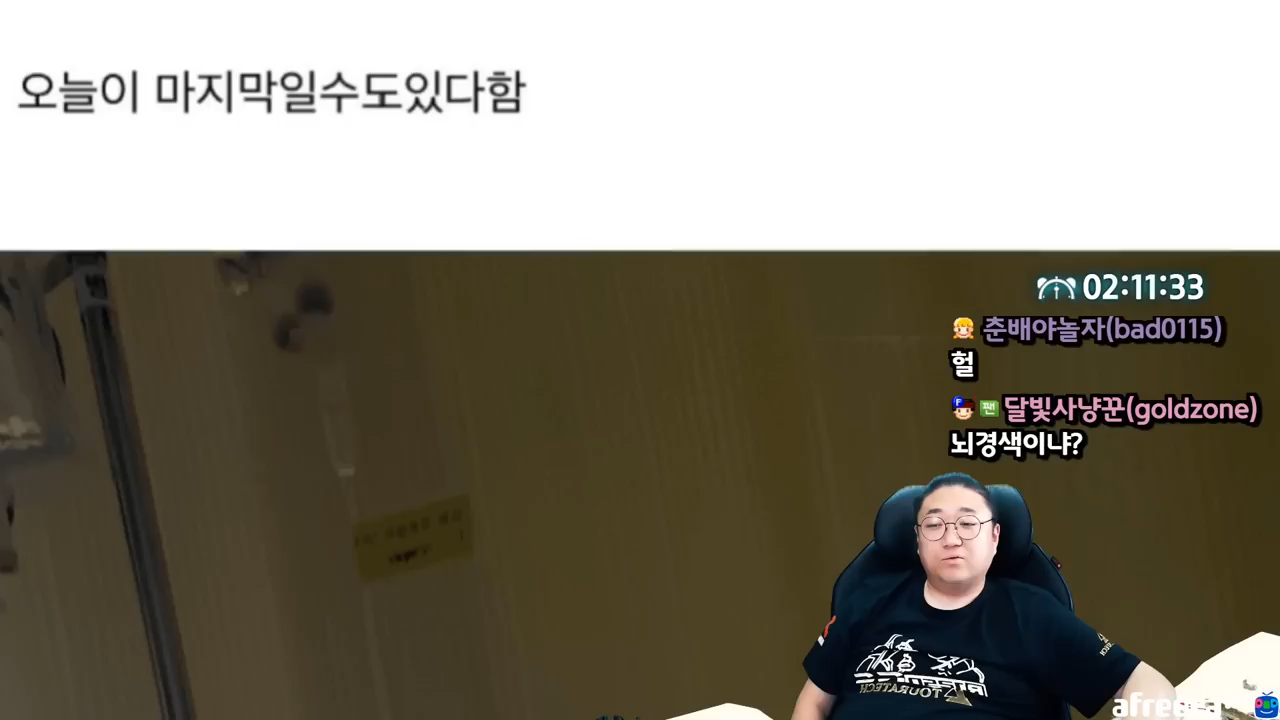 오늘이 마지막일수도있다함
02:11:33
춘배야놀자(bad0115)
헐
팬 달빛사냥꾼(goldzone)
뇌경색이냐?
TOURATECH